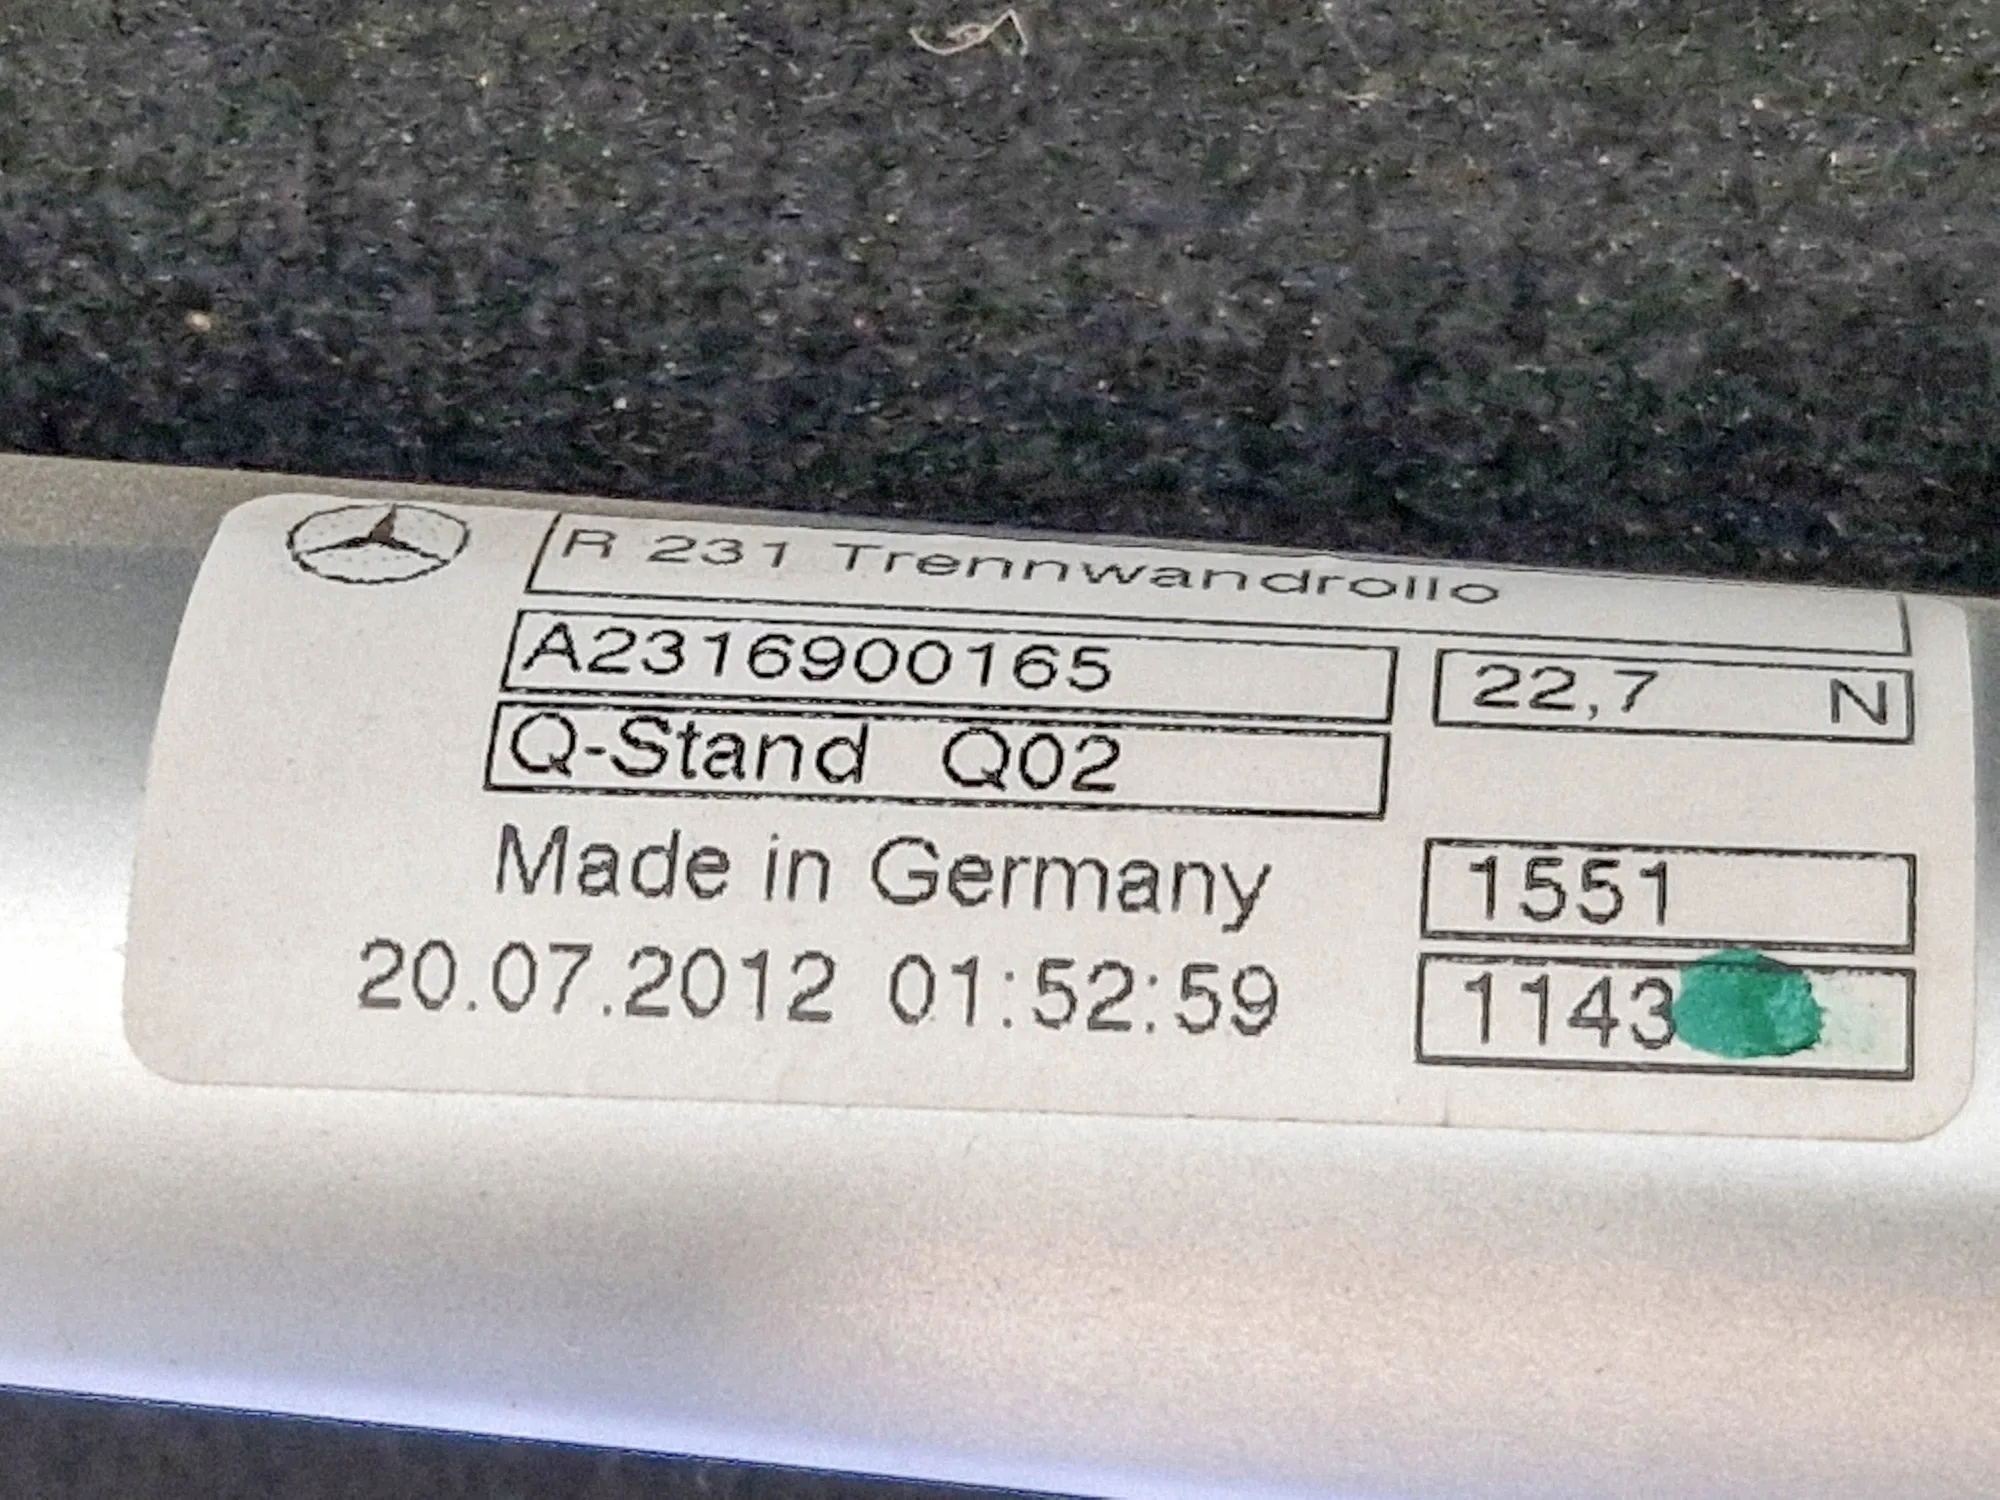 R 231 Trennwandrollo
A2316900165
22,7 N
Q-Stand Q02
Made in Germany
1551
20.07.2012 01:52:59
1143